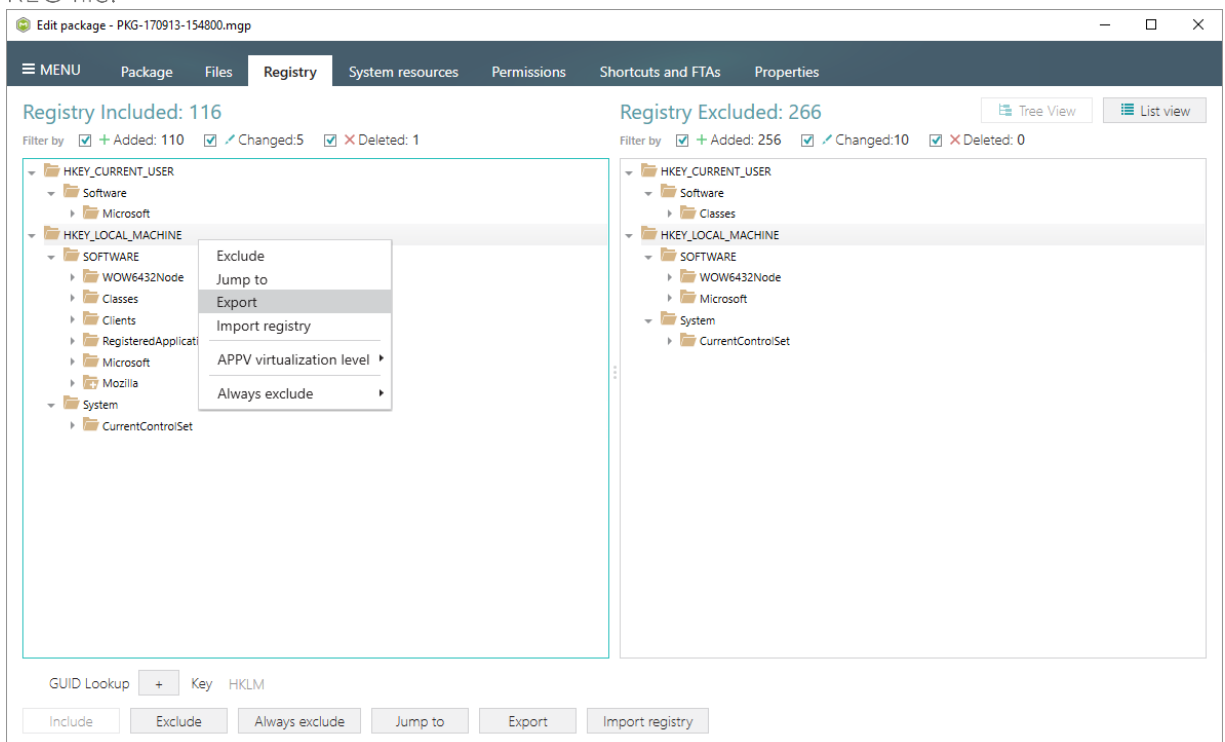 REG file.
Edit package - PKG-170913-154800.mgp
MENU Package Files Registry System resources Permissions Shortcuts and FTAs Properties
Registry Included: 116
Filter by + Added: 110 Changed:5 Deleted: 1
HKEY_CURRENT_USER
Software
Microsoft
HKEY_LOCAL_MACHINE
SOFTWARE
WOW6432Node
Classes
Clients
RegisteredApplicati
Microsoft
Mozilla
System
CurrentControlSet
Exclude
Jump to
Export
Import registry
APPV virtualization level
Always exclude
Registry Excluded: 266
Tree View List view
Filter by + Added: 256 Changed:10 Deleted: 0
HKEY_CURRENT_USER
Software
Classes
HKEY_LOCAL_MACHINE
SOFTWARE
WOW6432Node
Microsoft
System
CurrentControlSet
GUID Lookup + Key HKLM
Include Exclude Always exclude Jump to Export Import registry